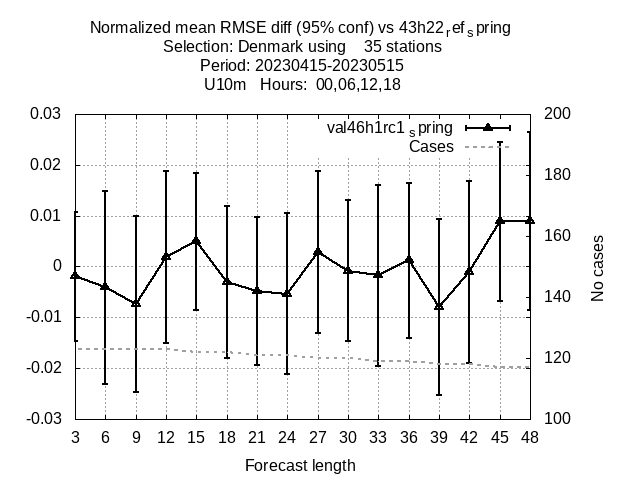 Normalized mean RMSE diff (95% conf) vs 43h22ref_spring
Selection: Denmark using 35 stations
Period: 20230415-20230515
U10m Hours: 00,06,12,18
val46h1rc1_spring
Cases
0.03
0.02
0.01
0
-0.01
-0.02
-0.03
200
180
160
140
120
100
No cases
3 6 9 12 15 18 21 24 27 30 33 36 39 42 45 48
Forecast length